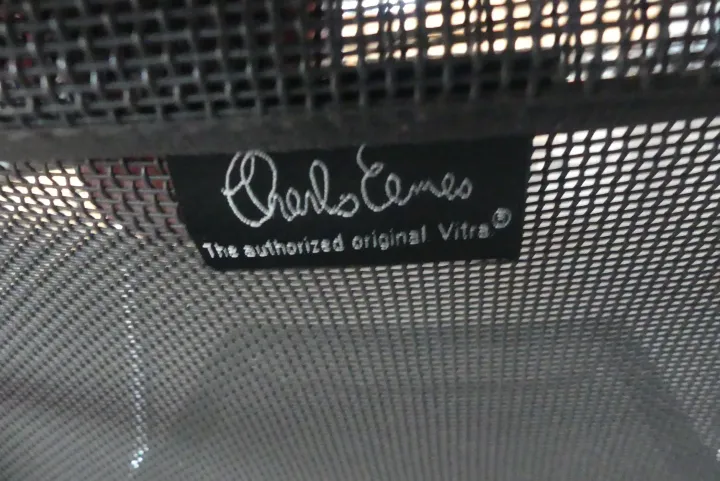 Charles Eames
The authorized original Vitra®